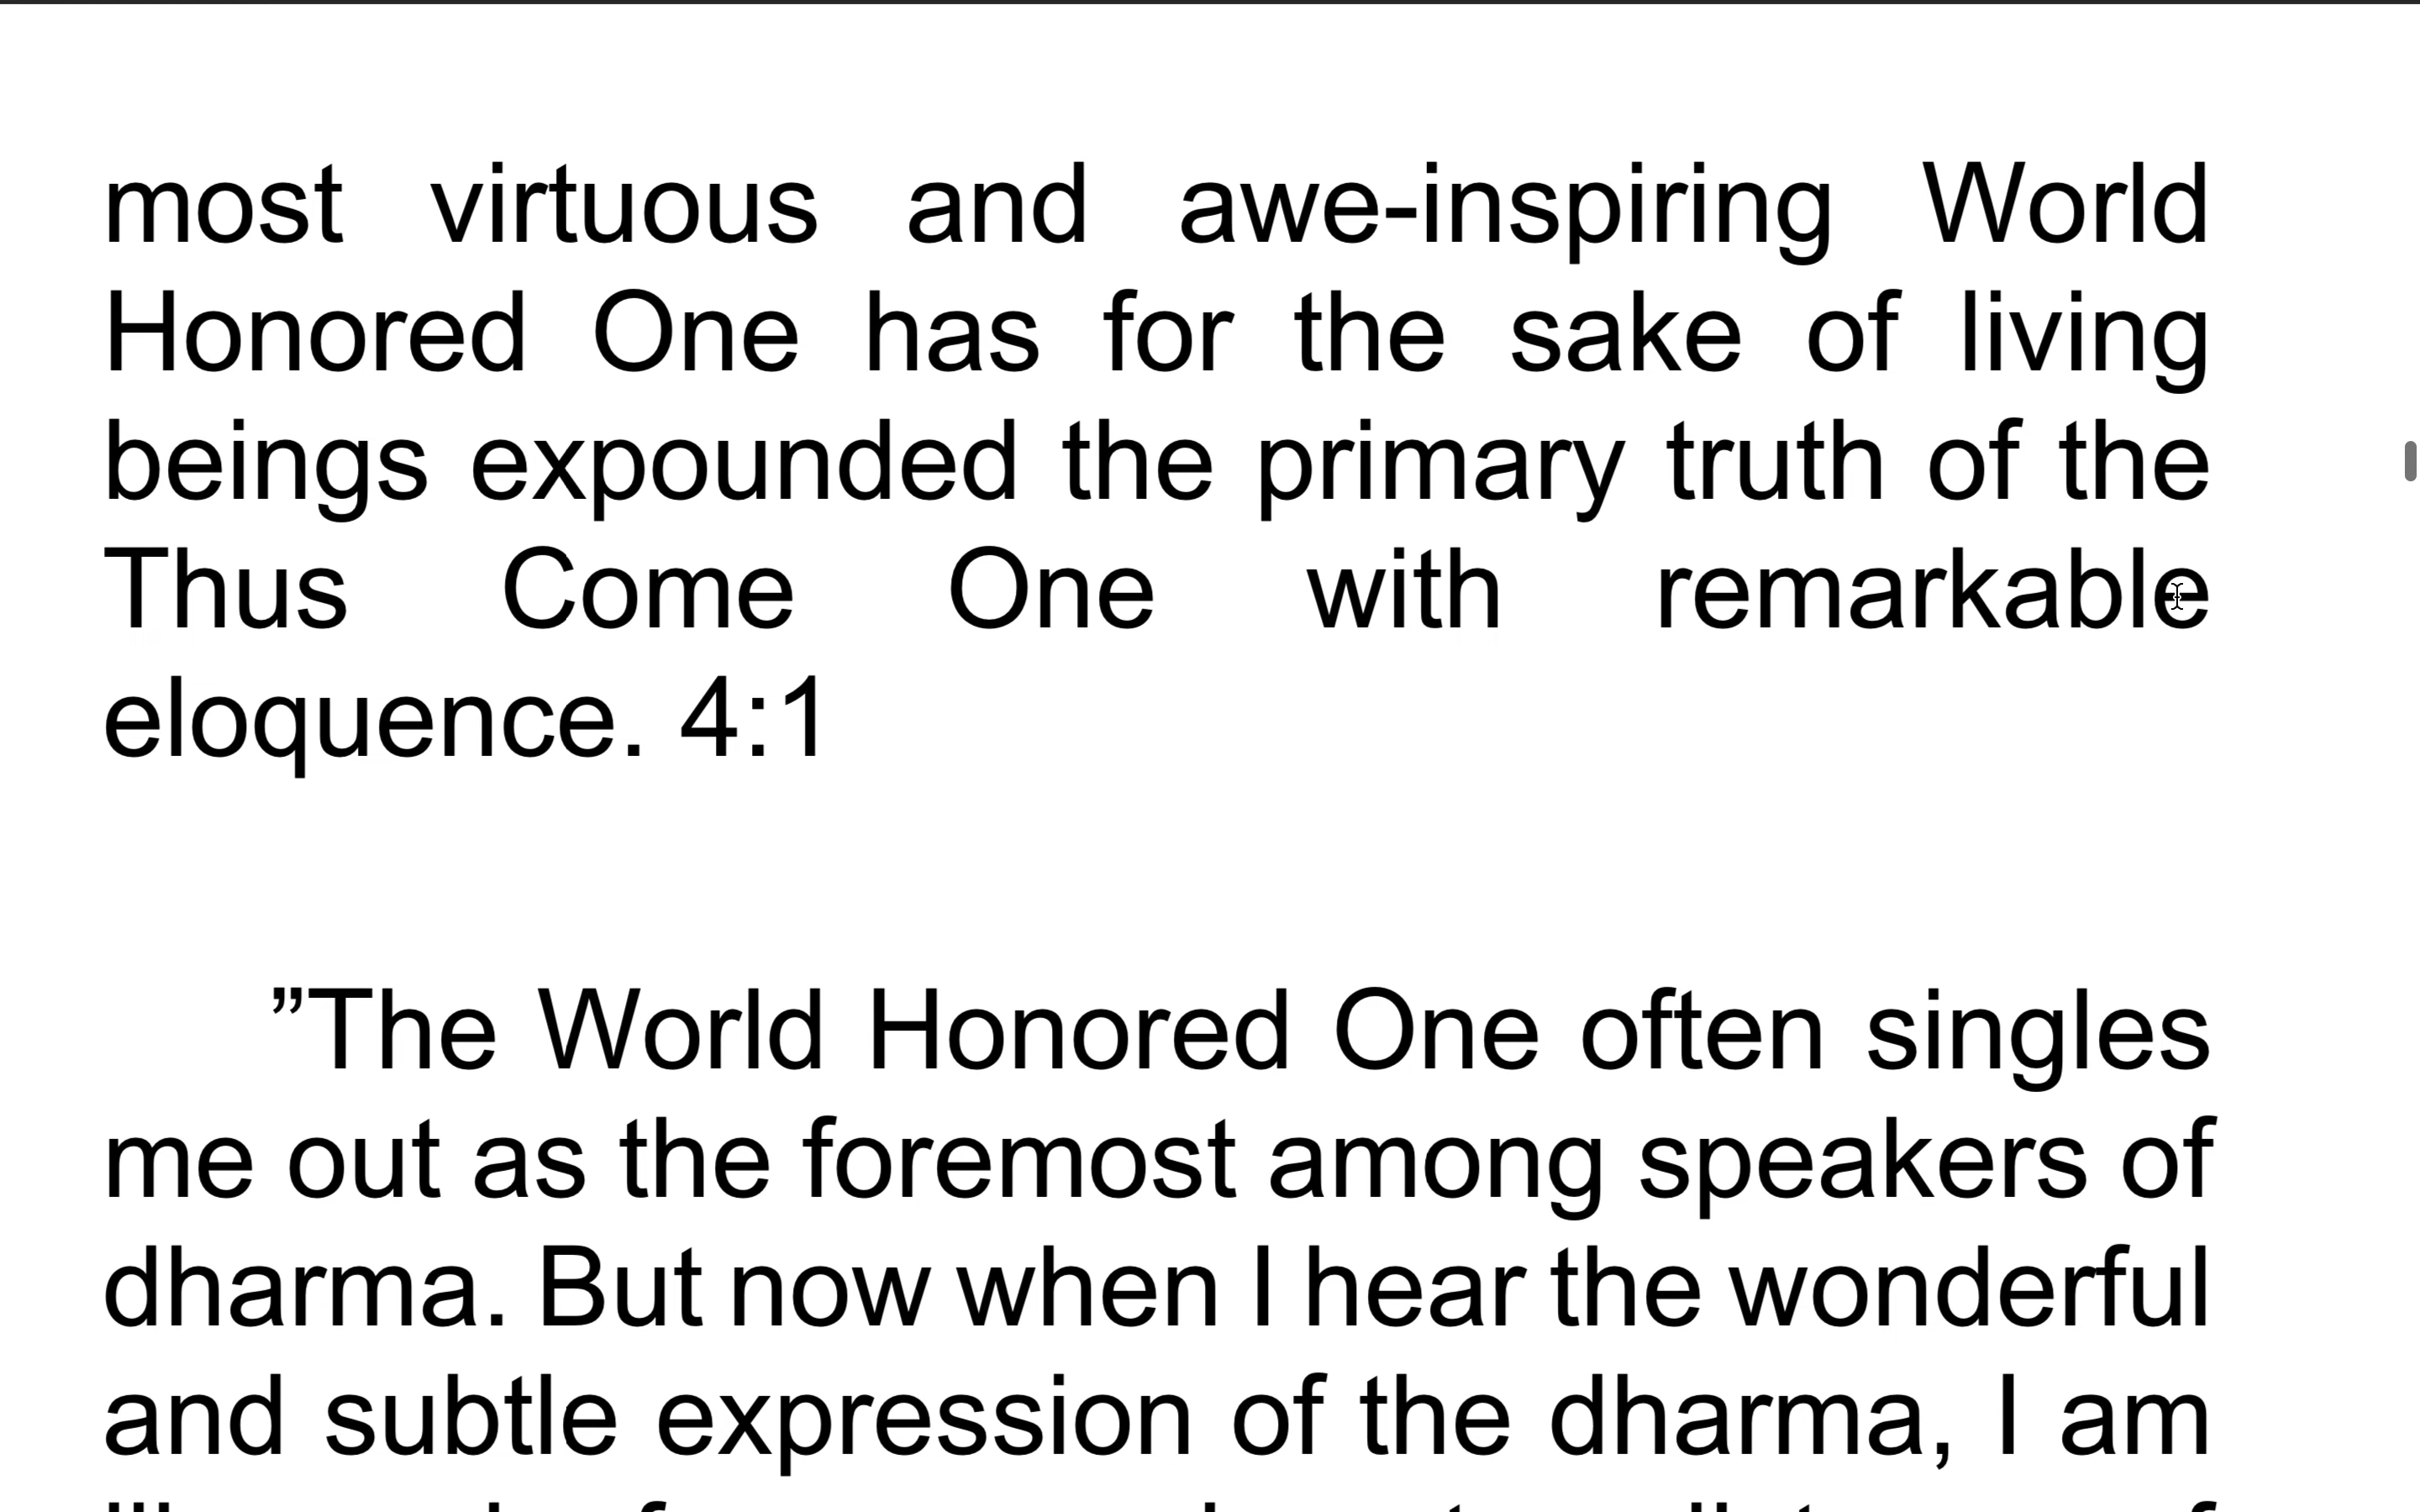 most virtuous and awe-inspiring World
Honored One has for the sake of living
beings expounded the primary truth of the
Thus Come One with remarkable
eloquence. 4:1
”The World Honored One often singles
me out as the foremost among speakers of
dharma. But now when I hear the wonderful
and subtle expression of the dharma, I am